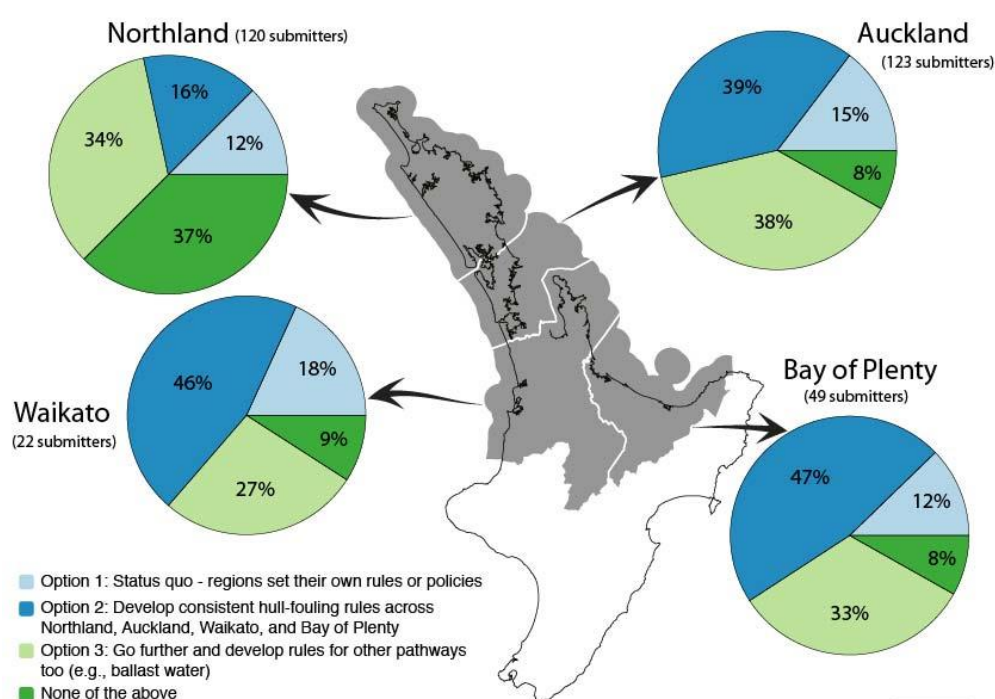 Northland (120 submitters)
16%
34%
12%
37%
Auckland
(123 submitters)
39%
15%
8%
38%
Waikato
(22 submitters)
46%
18%
9%
27%
Bay of Plenty
(49 submitters)
47%
12%
8%
33%
Option 1: Status quo - regions set their own rules or policies
Option 2: Develop consistent hull-fouling rules across
Northland, Auckland, Waikato, and Bay of Plenty
Option 3: Go further and develop rules for other pathways
too (e.g., ballast water)
None of the above